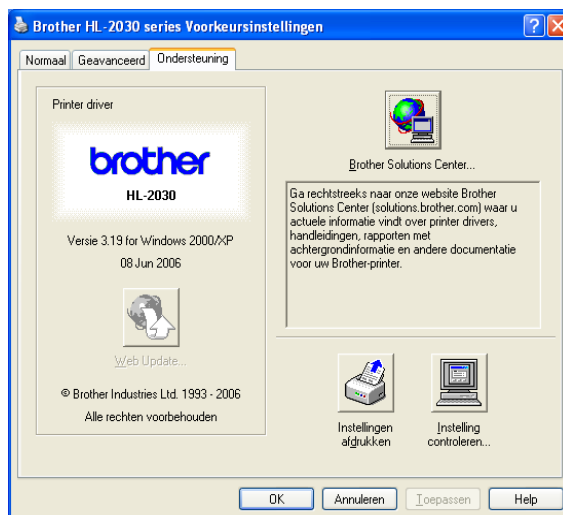 Brother HL-2030 series Voorkeursinstellingen
Normaal Geavanceerd Ondersteuning
Printer driver
brother
HL-2030
Versie 3.19 for Windows 2000/XP
08 Jun 2006
Web Update...
© Brother Industries Ltd. 1993 - 2006
Alle rechten voorbehouden
Brother Solutions Center...
Ga rechtstreeks naar onze website Brother
Solutions Center (solutions.brother.com) waar u
actuele informatie vindt over printer drivers,
handleidingen, rapporten met
achtergrondinformatie en andere documentatie
voor uw Brother-printer.
Instellingen
afdrukken
Instelling
controleren...
OK Annuleren Toepassen Help